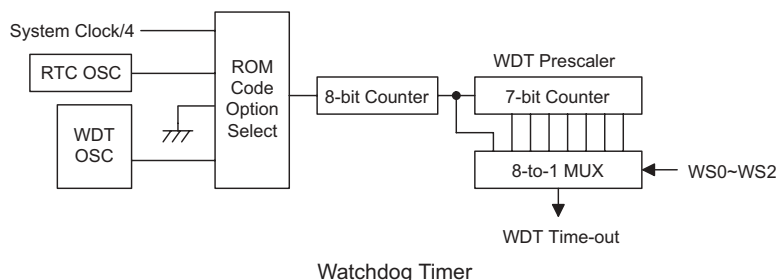 System Clock/4
RTC OSC
WDT
OSC
ROM
Code
Option
Select
8-bit Counter
WDT Prescaler
7-bit Counter
8-to-1 MUX
WS0~WS2
WDT Time-out
Watchdog Timer